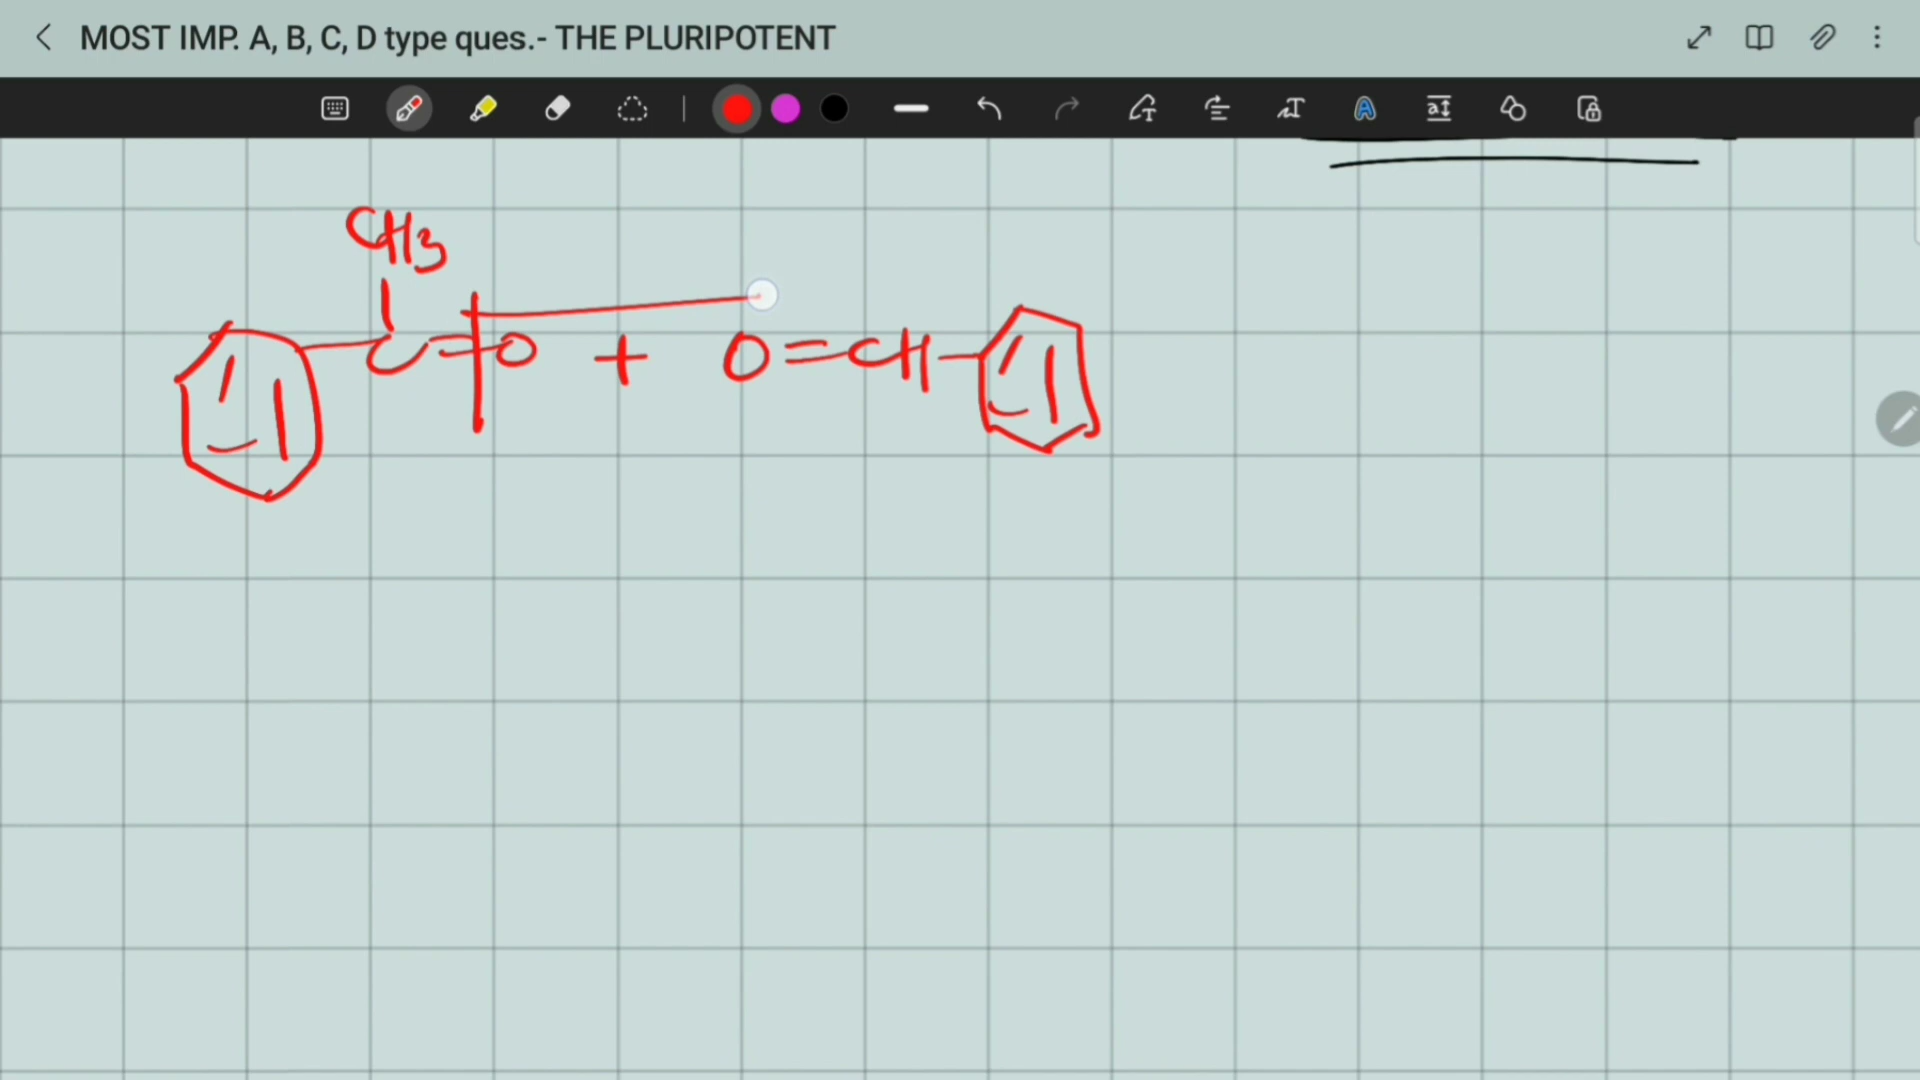 MOST IMP. A, B, C, D type ques.- THE PLURIPOTENT
CH3
C=O + O=CH